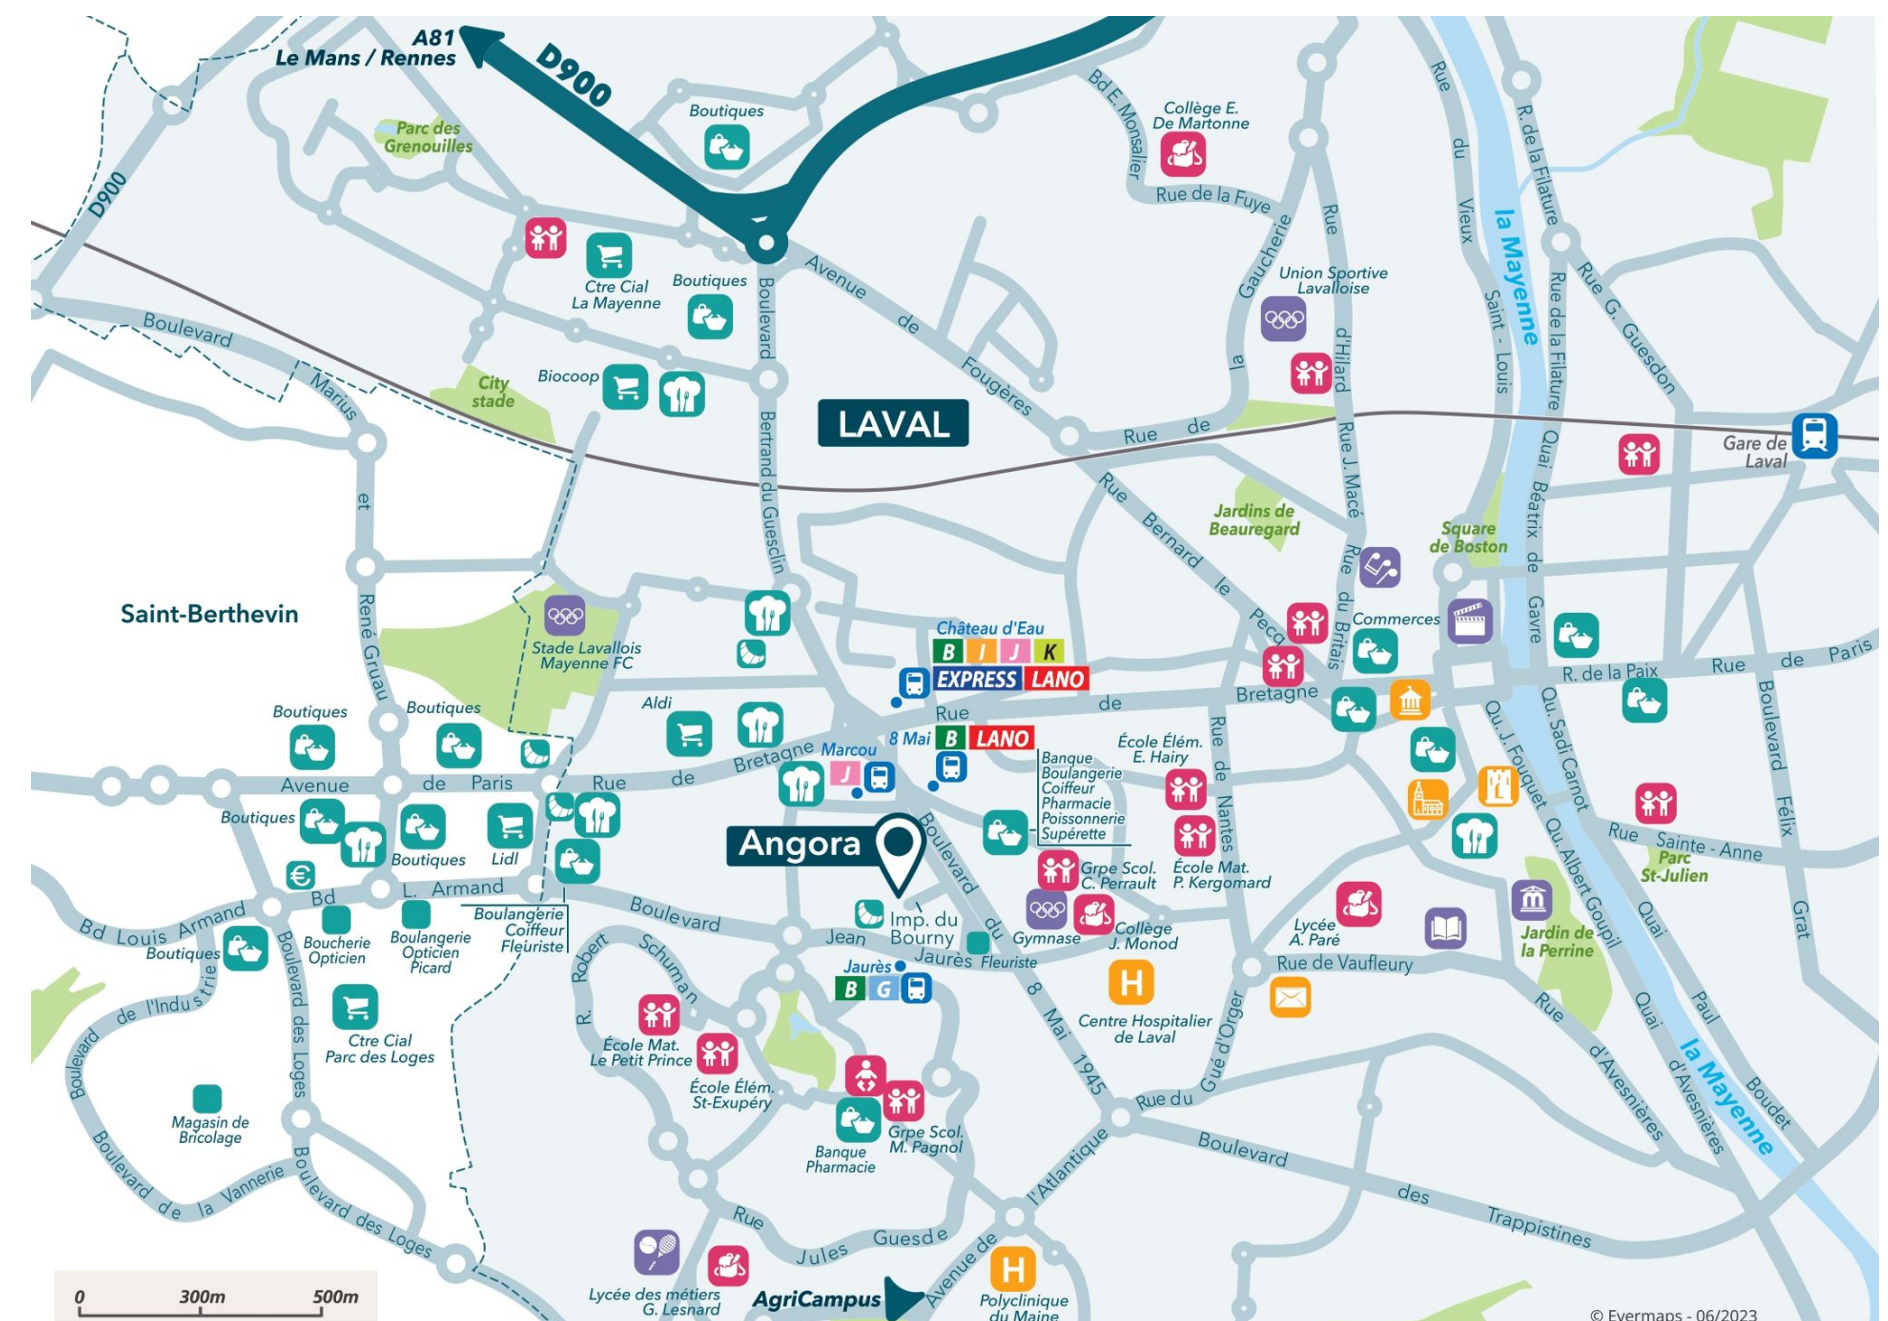 A81
Le Mans / Rennes
D900
Boutiques
Bd E. Monsalier
Collège E.
De Martonne
Rue de la Fuye
Parc des
Grenouilles
D900
Rue du Vieux Saint - Louis
la Mayenne
R. de la Filature
Rue de la Filature
Rue G. Guesdon
Ctre Cial
La Mayenne
Boutiques
Avenue de Fougères
Rue de la Gaucherie
Rue d'Hilard
Union Sportive
Lavalloise
Boulevard Marius et René Gruau
City
stade
Biocoop
Boulevard Bertrand du Guesclin
LAVAL
Gare de
Laval
Rue J. Macé
Jardins de
Beauregard
Square
de Boston
Quai Béatrix de Gavre
Rue Bernard le Pecq
Rue du Britais
Saint-Berthevin
Stade Lavallois
Mayenne FC
Château d'Eau
B I J K
EXPRESS LANO
Commerces
R. de la Paix
Rue de Paris
Rue de Bretagne
Boutiques
Boutiques
Aldi
Marcou
J
8 Mai B LANO
Banque
Boulangerie
Coiffeur
Pharmacie
Poissonnerie
Supérette
École Élém.
E. Hairy
Rue de Nantes
Qu. J. Fouquet
Qu. Sadi Carnot
Boulevard Félix Grat
Avenue de Paris
Rue de Bretagne
Boutiques
Boutiques
Lidl
Angora
Grpe Scol.
C. Perrault
École Mat.
P. Kergomard
Rue Sainte - Anne
Parc
St-Julien
€
Bd L. Armand
Bd Louis Armand
Boulangerie
Coiffeur
Fleuriste
Boulevard Jean Jaurès
Imp. du
Bourny
Fleuriste
Gymnase
Collège
J. Monod
Lycée
A. Paré
Qu. Albert Goupil
Jardin de
la Perrine
Boutiques
Boucherie
Opticien
Boulangerie
Opticien
Picard
Jaurès
B G
Boulevard du 8 Mai 1945
H
Centre Hospitalier
de Laval
Rue de Vaufleury
Boulevard de l'Industrie
Boulevard des Loges
Ctre Cial
Parc des Loges
R. Robert Schuman
École Mat.
Le Petit Prince
École Élém.
St-Exupéry
Rue du Gué d'Orger
Rue d'Avesnières
Quai d'Avesnières
Quai Paul Boudet
la Mayenne
Magasin de
Bricolage
Banque
Pharmacie
Grpe Scol.
M. Pagnol
Boulevard de la Vannerie
Boulevard des Loges
Boulevard des Trappistines
Rue Jules Guesde
Avenue de l'Atlantique
Lycée des métiers
G. Lesnard
AgriCampus
H
Polyclinique
du Maine
0 300m 500m
© Evermaps - 06/2023